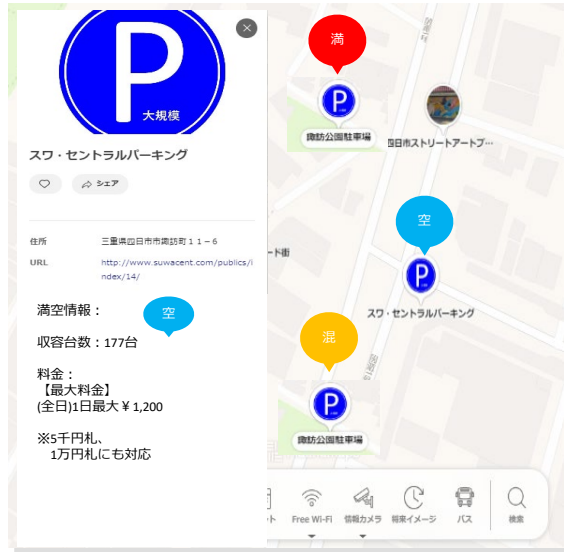 P
大規模
スワ・セントラルパーキング
シェア
住所
三重県四日市市諏訪町11-6
URL
http://www.suwacent.com/publics/i
ndex/14/
満空情報：
空
収容台数：177台
料金：
【最大料金】
(全日)1日最大￥1,200
※5千円札、
1万円札にも対応
満
P
諏訪公園駐車場
四日市ストリートアートブ…
空
P
スワ・セントラルパーキング
ード街
混
P
諏訪公園駐車場
ト
Free Wi-Fi
情報カメラ
将来イメージ
バス
検索